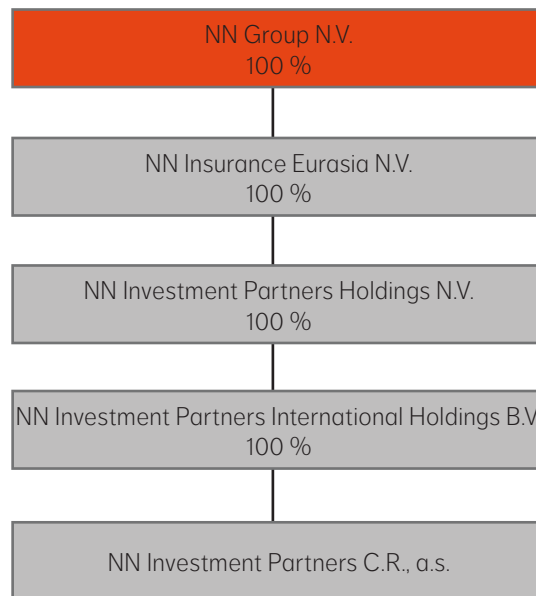 NN Group N.V.
100 %
NN Insurance Eurasia N.V.
100 %
NN Investment Partners Holdings N.V.
100 %
NN Investment Partners International Holdings B.V
100 %
NN Investment Partners C.R., a.s.